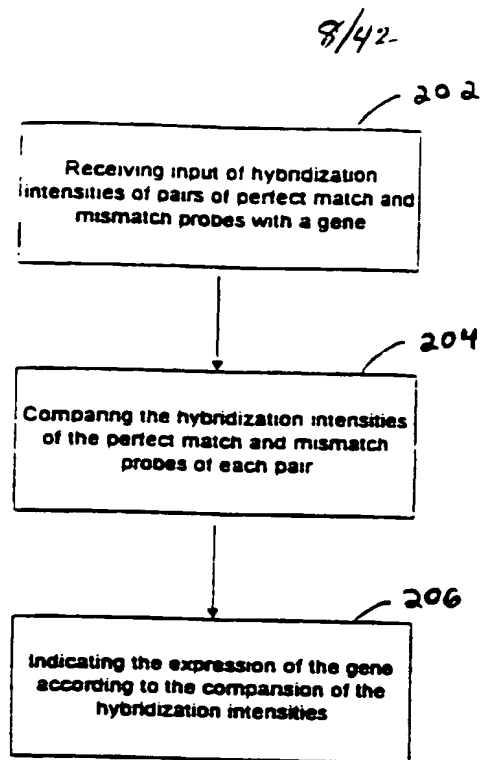 8/42
202
Receiving input of hybridization
intensities of pairs of perfect match and
mismatch probes with a gene
204
Comparing the hybridization intensities
of the perfect match and mismatch
probes of each pair
206
Indicating the expression of the gene
according to the comparision of the
hybridization intensities